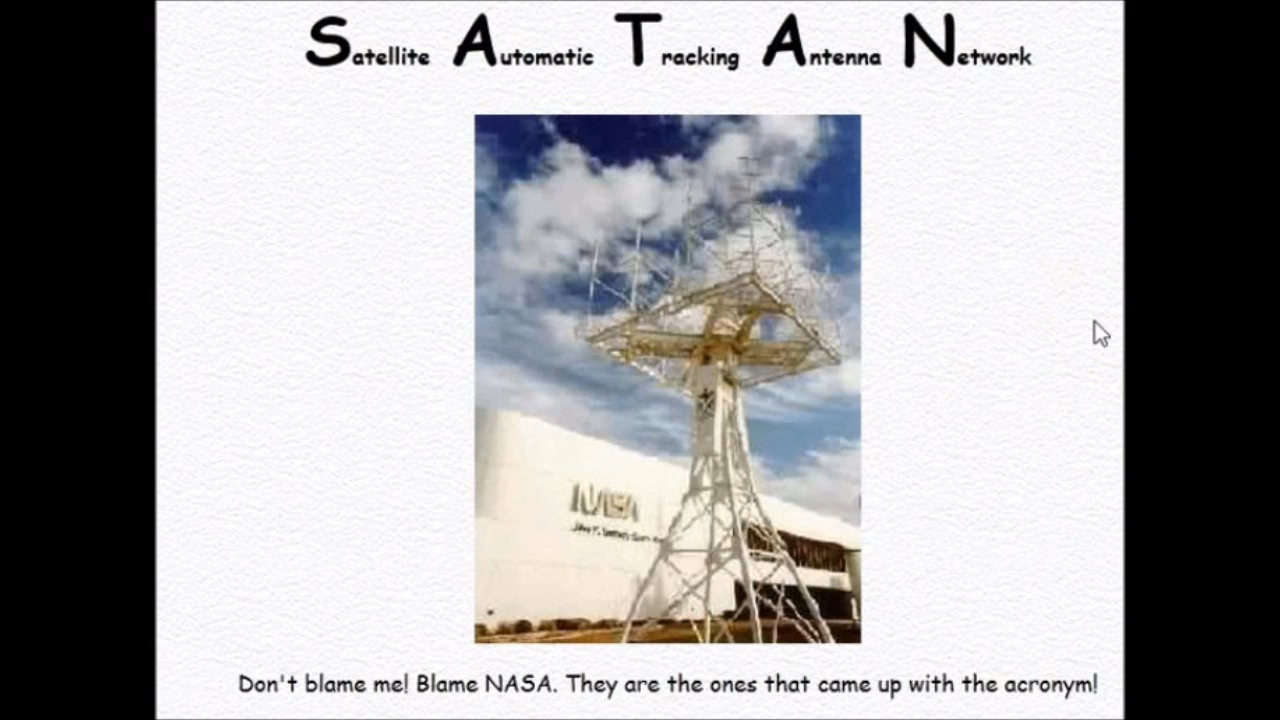 Satellite Automatic Tracking Antenna Network
NASA
Don't blame me! Blame NASA. They are the ones that came up with the acronym!